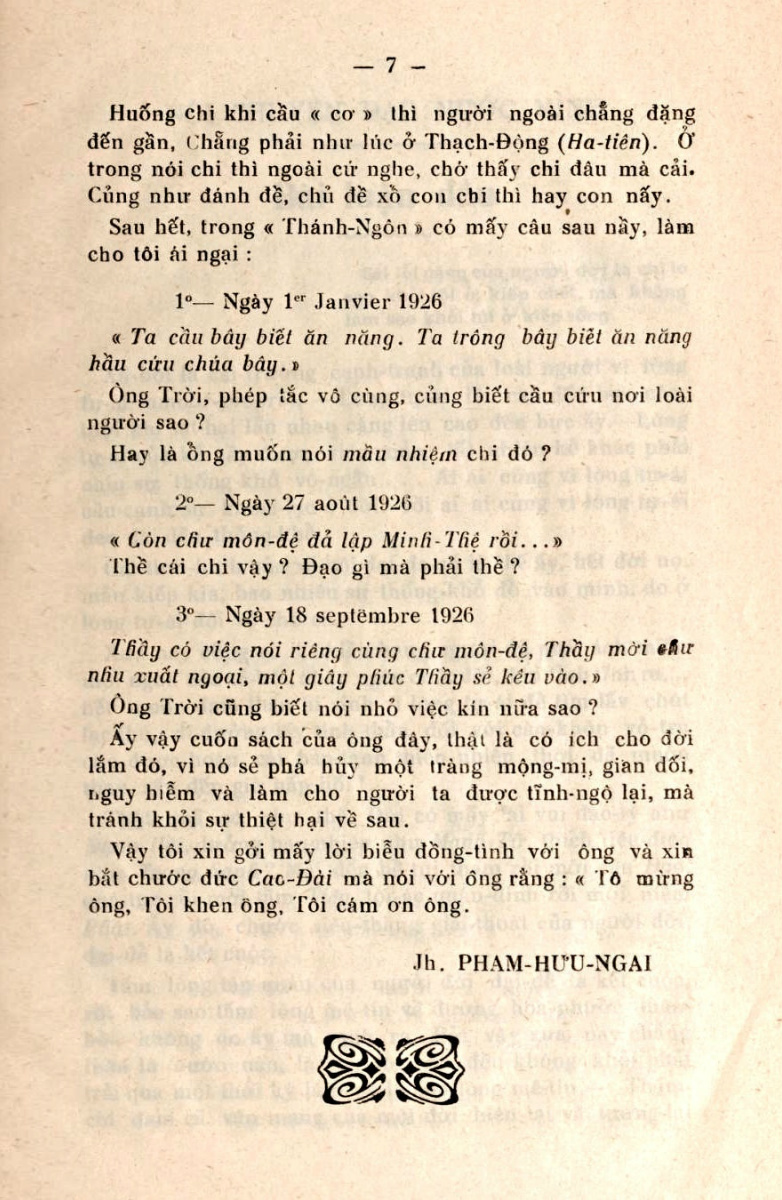 — 7 —
Huống chi khi cầu « cơ » thì người ngoài chẳng đặng
đến gần, Chẳng phải như lúc ở Thạch-Động (Ha-tiên). Ở
trong nói chi thì ngoài cứ nghe, chớ thấy chi đâu mà cải.
Củng như đánh đề, chủ đề xồ con chi thì hay con nấy.
Sau hết, trong « Thánh-Ngôn » có mấy câu sau nầy, làm
cho tôi ái ngại :
1º— Ngày 1er Janvier 1926
« Ta cầu bây biết ăn năng. Ta trông bây biết ăn năng
hầu cứu chúa bây.»
Ông Trời, phép tắc vô cùng, củng biết cầu cứu nơi loài
người sao ?
Hay là ổng muốn nói mầu nhiệm chi đó ?
2º— Ngày 27 août 1926
« Còn chư môn-đệ đả lập Minh-Thệ rồi...»
Thề cái chi vậy ? Đạo gì mà phải thề ?
3º— Ngày 18 septembre 1926
Thầy có việc nói riêng cùng chư môn-đệ, Thầy mời chư
nhu xuất ngoại, một giây phúc Thầy sẻ kêu vào.»
Ông Trời cũng biết nói nhỏ việc kín nữa sao ?
Ấy vậy cuốn sách của ông đây, thật là có ích cho đời
lắm đó, vì nó sẻ phá hủy một tràng mộng-mị, gian dối,
nguy hiểm và làm cho người ta được tĩnh-ngộ lại, mà
tránh khỏi sự thiệt hại về sau.
Vậy tôi xin gởi mấy lời biểu đồng-tình với ông và xin
bắt chước đức Cao-Đài mà nói với ông rằng : « Tô mừng
ông, Tôi khen ông, Tôi cám ơn ông.
Jh. PHAM-HƯU-NGAI